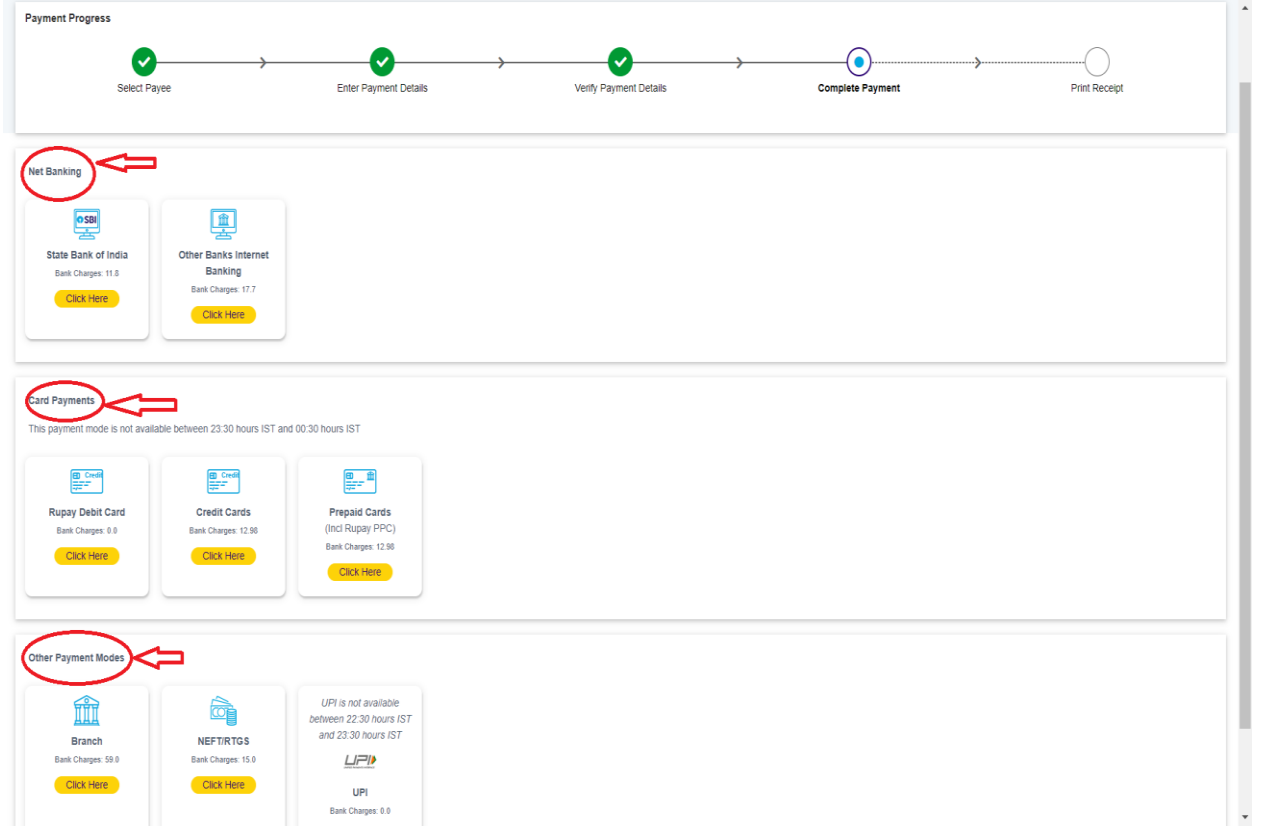 Payment Progress
Select Payee
Enter Payment Details
Verify Payment Details
Complete Payment
Print Receipt
Net Banking
SBI
State Bank of India
Bank Charges: 11.8
Click Here
Other Banks Internet
Banking
Bank Charges: 17.7
Click Here
Card Payments
This payment mode is not available between 23:30 hours IST and 00:30 hours IST
Credit
Rupay Debit Card
Bank Charges: 0.0
Click Here
Credit
Credit Cards
Bank Charges: 12.98
Click Here
Prepaid Cards
(Incl Rupay PPC)
Bank Charges: 12.98
Click Here
Other Payment Modes
Branch
Bank Charges: 59.0
Click Here
NEFT/RTGS
Bank Charges: 15.0
Click Here
UPI is not available
between 22:30 hours IST
and 23:30 hours IST
UPI
UPI
Bank Charges: 0.0